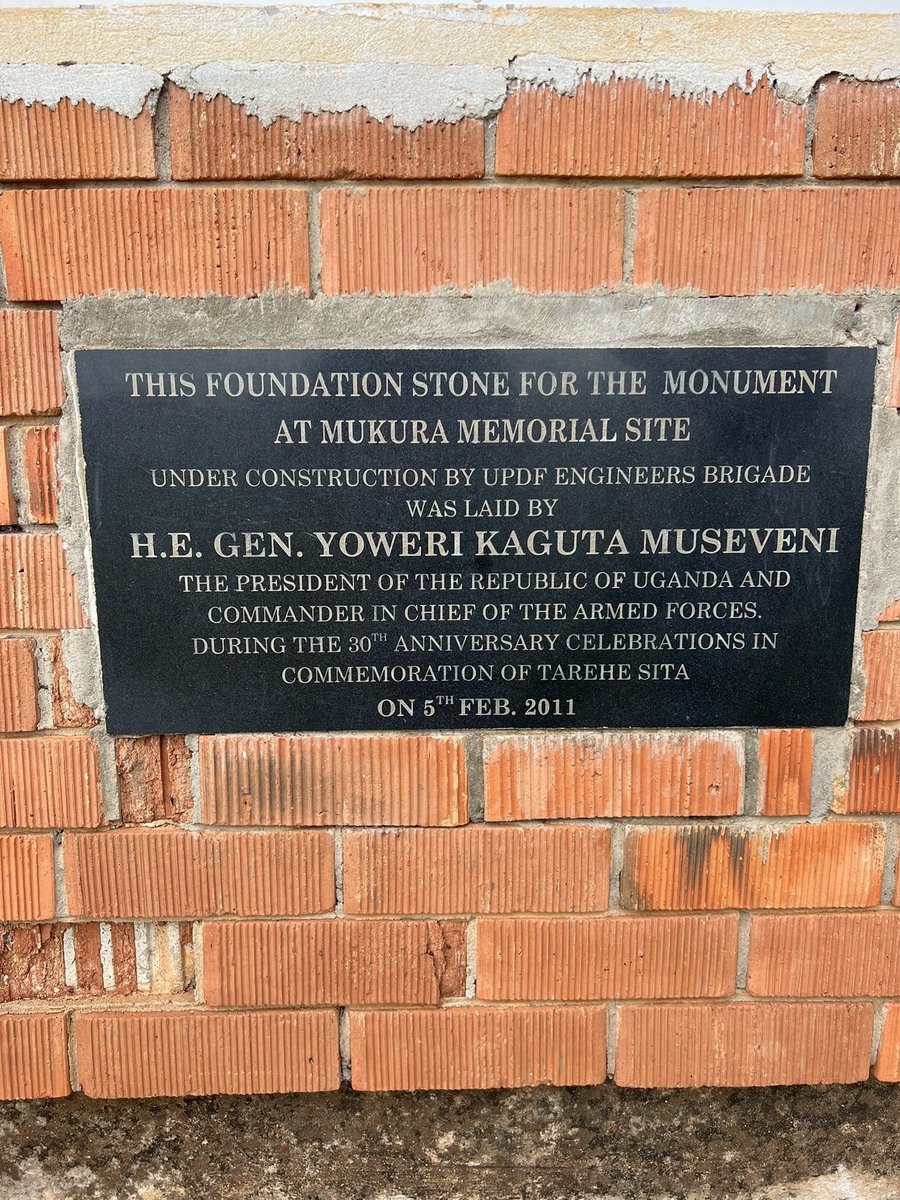 THIS FOUNDATION STONE FOR THE MONUMENT
AT MUKURA MEMORIAL SITE
UNDER CONSTRUCTION BY UPDF ENGINEERS BRIGADE
WAS LAID BY
H.E. GEN. YOWERI KAGUTA MUSEVENI
THE PRESIDENT OF THE REPUBLIC OF UGANDA AND
COMMANDER IN CHIEF OF THE ARMED FORCES.
DURING THE 30TH ANNIVERSARY CELEBRATIONS IN
COMMEMORATION OF TAREHE SITA
ON 5TH FEB. 2011